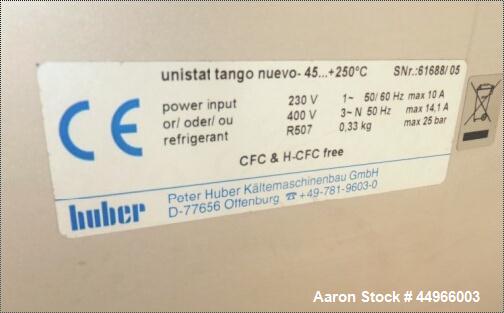 unistat tango nuevo- 45...+250°C SNr.:61688/ 05
power input 230 V 1~ 50/ 60 Hz max 10 A
or/ oder/ ou 400 V 3~ N 50 Hz max 14,1 A
refrigerant R507 0,33 kg max 25 bar
CFC & H-CFC free
CE
huber
Peter Huber Kältemaschinenbau GmbH
D-77656 Offenburg ☎ +49-781-9603-0
Aaron Stock # 44966003